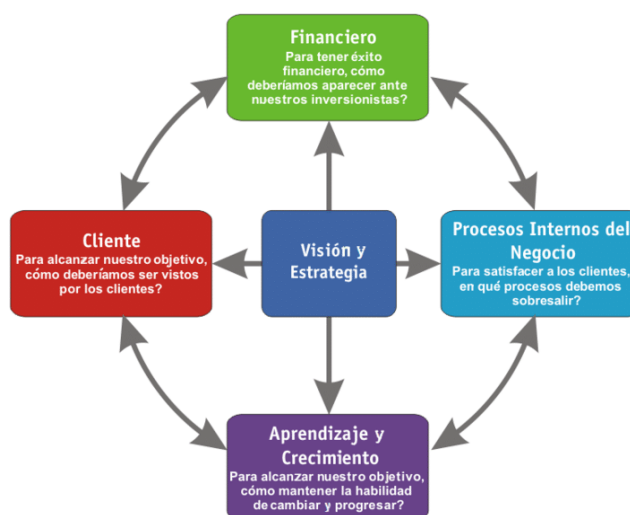 Financiero
Para tener éxito
financiero, cómo
deberíamos aparecer ante
nuestros inversionistas?
Cliente
Para alcanzar nuestro objetivo,
cómo deberíamos ser vistos
por los clientes?
Visión y
Estrategia
Procesos Internos del
Negocio
Para satisfacer a los clientes,
en qué procesos debemos
sobresalir?
Aprendizaje y
Crecimiento
Para alcanzar nuestro objetivo,
cómo mantener la habilidad
de cambiar y progresar?